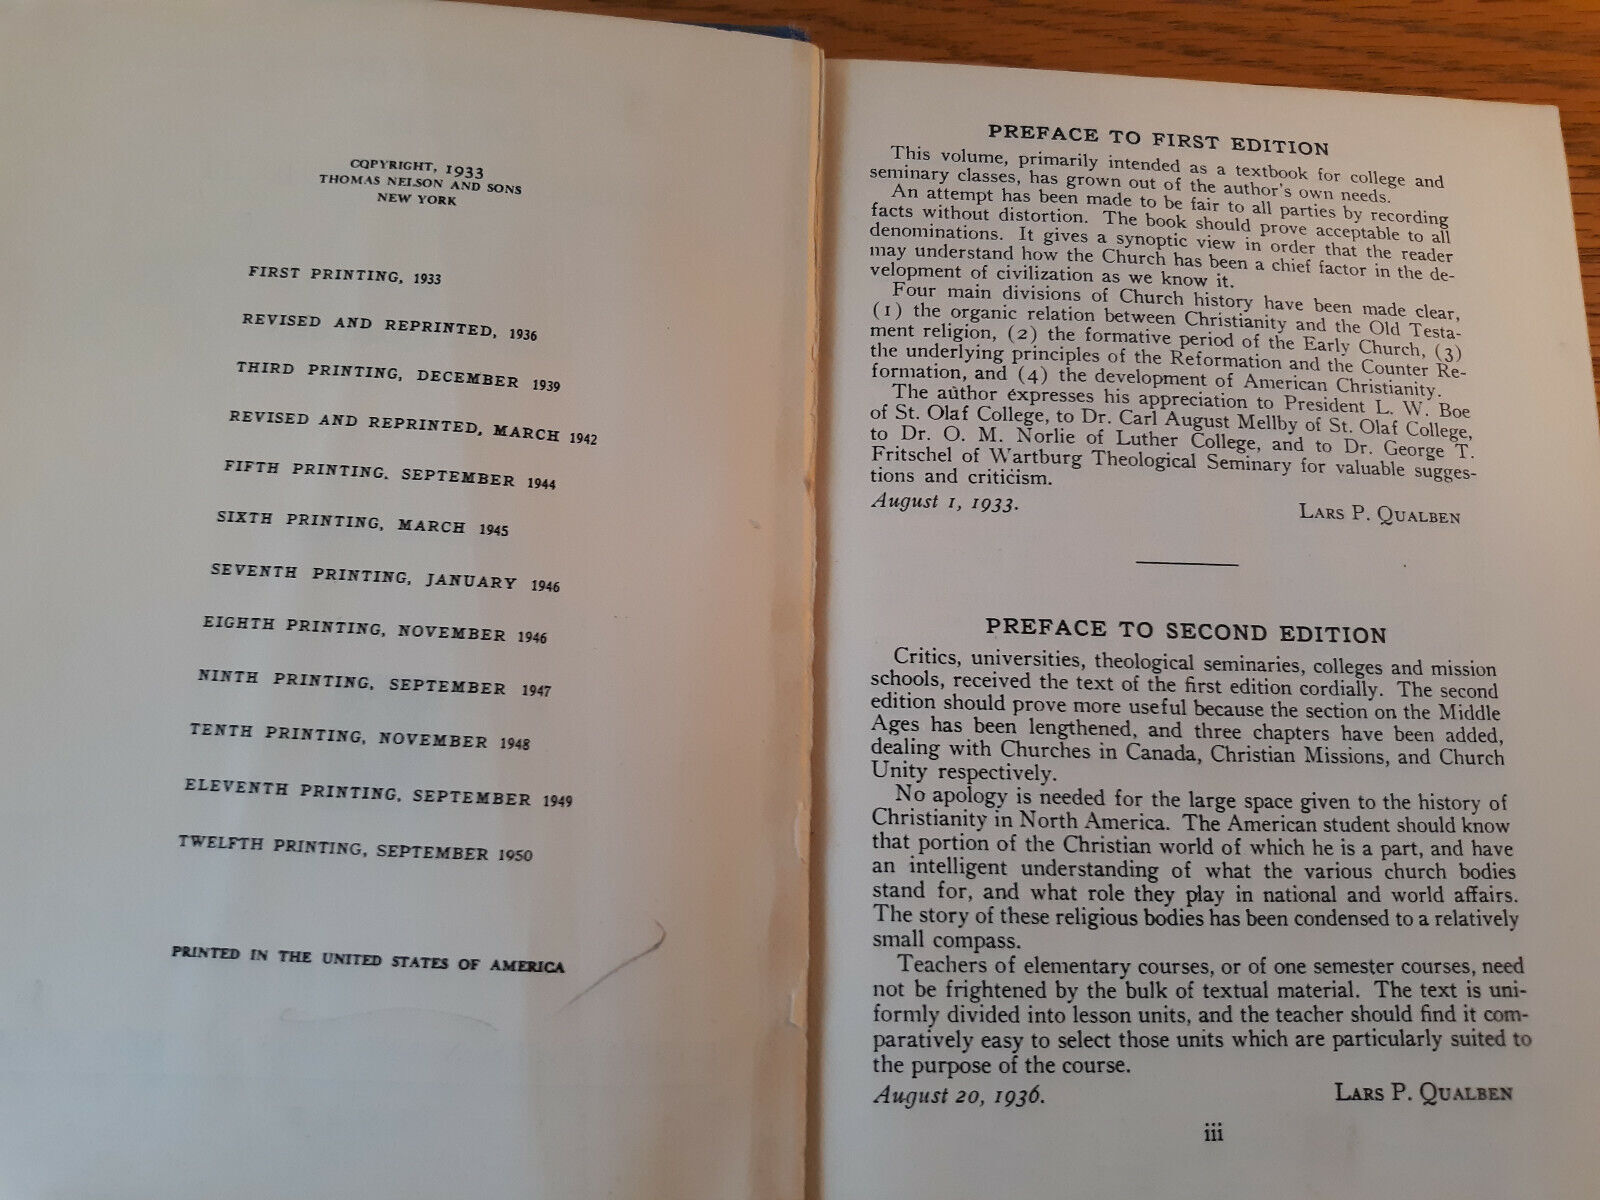 COPYRIGHT, 1933
THOMAS NELSON AND SONS
NEW YORK
FIRST PRINTING, 1933
REVISED AND REPRINTED, 1936
THIRD PRINTING, DECEMBER 1939
REVISED AND REPRINTED, MARCH 1942
FIFTH PRINTING, SEPTEMBER 1944
SIXTH PRINTING, MARCH 1945
SEVENTH PRINTING, JANUARY 1946
EIGHTH PRINTING, NOVEMBER 1946
NINTH PRINTING, SEPTEMBER 1947
TENTH PRINTING, NOVEMBER 1948
ELEVENTH PRINTING, SEPTEMBER 1949
TWELFTH PRINTING, SEPTEMBER 1950
PRINTED IN THE UNITED STATES OF AMERICA
PREFACE TO FIRST EDITION
This volume, primarily intended as a textbook for college and
seminary classes, has grown out of the author's own needs.
An attempt has been made to be fair to all parties by recording
facts without distortion. The book should prove acceptable to all
denominations. It gives a synoptic view in order that the reader
may understand how the Church has been a chief factor in the de-
velopment of civilization as we know it.
Four main divisions of Church history have been made clear,
(1) the organic relation between Christianity and the Old Testa-
ment religion, (2) the formative period of the Early Church, (3)
the underlying principles of the Reformation and the Counter Re-
formation, and (4) the development of American Christianity.
The author expresses his appreciation to President L. W. Boe
of St. Olaf College, to Dr. Carl August Mellby of St. Olaf College,
to Dr. O. M. Norlie of Luther College, and to Dr. George T.
Fritschel of Wartburg Theological Seminary for valuable sugges-
tions and criticism.
August 1, 1933. LARS P. QUALBEN
PREFACE TO SECOND EDITION
Critics, universities, theological seminaries, colleges and mission
schools, received the text of the first edition cordially. The second
edition should prove more useful because the section on the Middle
Ages has been lengthened, and three chapters have been added,
dealing with Churches in Canada, Christian Missions, and Church
Unity respectively.
No apology is needed for the large space given to the history of
Christianity in North America. The American student should know
that portion of the Christian world of which he is a part, and have
an intelligent understanding of what the various church bodies
stand for, and what role they play in national and world affairs.
The story of these religious bodies has been condensed to a relatively
small compass.
Teachers of elementary courses, or of one semester courses, need
not be frightened by the bulk of textual material. The text is uni-
formly divided into lesson units, and the teacher should find it com-
paratively easy to select those units which are particularly suited to
the purpose of the course.
August 20, 1936. LARS P. QUALBEN
iii